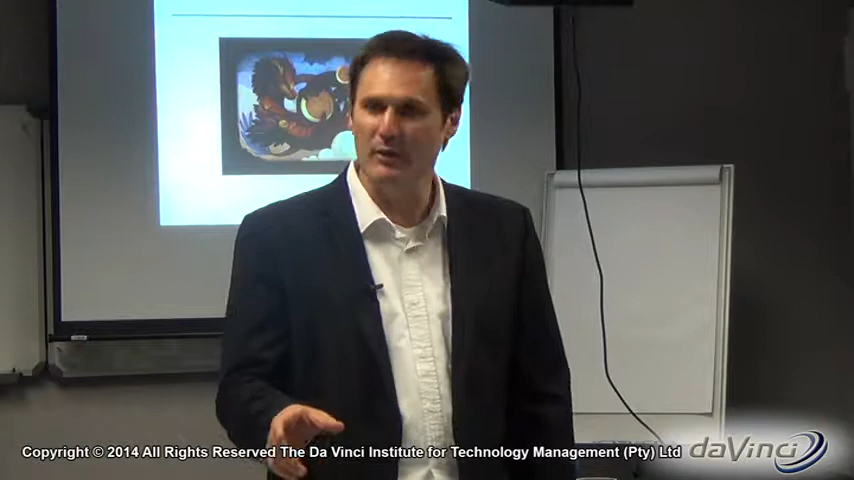 Copyright © 2014 All Rights Reserved The Da Vinci Institute for Technology Management (Pty) Ltd
daVinci